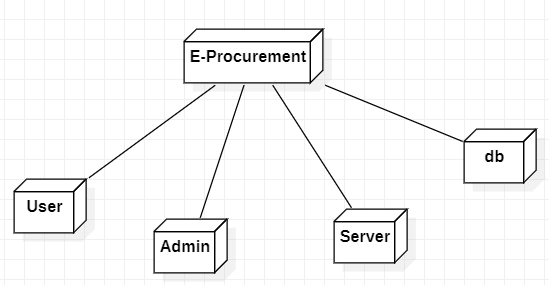 E-Procurement
db
User
Admin
Server